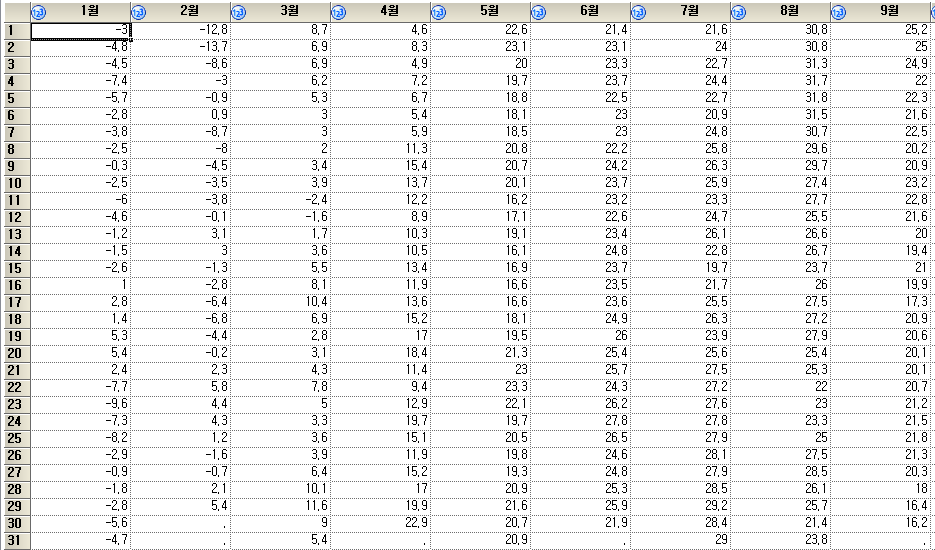 1월 2월 3월 4월 5월 6월 7월 8월 9월
1 -3 -12,8 8,7 4,6 22,6 21,4 21,6 30,8 25,2
2 -4,8 -13,7 6,9 8,3 23,1 23,1 24 30,8 25
3 -4,5 -8,6 6,9 4,9 20 23,3 22,7 31,3 24,9
4 -7,4 -3 6,2 7,2 19,7 23,7 24,4 31,7 22
5 -5,7 -0,9 5,3 6,7 18,8 22,5 22,7 31,8 22,3
6 -2,8 0,9 3 5,4 18,1 23 20,9 31,5 21,6
7 -3,8 -8,7 3 5,9 18,5 23 24,8 30,7 22,5
8 -2,5 -8 2 11,3 20,8 22,2 25,8 29,6 20,2
9 -0,3 -4,5 3,4 15,4 20,7 24,2 26,3 29,7 20,9
10 -2,5 -3,5 3,9 13,7 20,1 23,7 25,9 27,4 23,2
11 -6 -3,8 -2,4 12,2 16,2 23,2 23,3 27,7 22,8
12 -4,6 -0,1 -1,6 8,9 17,1 22,6 24,7 25,5 21,6
13 -1,2 3,1 1,7 10,3 19,1 23,4 26,1 26,6 20
14 -1,5 3 3,6 10,5 16,1 24,8 22,8 26,7 19,4
15 -2,6 -1,3 5,5 13,4 16,9 23,7 19,7 23,7 21
16 1 -2,8 8,1 11,9 16,6 23,5 21,7 26 19,9
17 2,8 -6,4 10,4 13,6 16,6 23,6 25,5 27,5 17,3
18 1,4 -6,8 6,9 15,2 18,1 24,9 26,3 27,2 20,9
19 5,3 -4,4 2,8 17 19,5 26 23,9 27,9 20,6
20 5,4 -0,2 3,1 18,4 21,3 25,4 25,6 25,4 20,1
21 2,4 2,3 4,3 11,4 23 25,7 27,5 25,3 20,1
22 -7,7 5,8 7,8 9,4 23,3 24,3 27,2 22 20,7
23 -9,6 4,4 5 12,9 22,1 26,2 27,6 23 21,2
24 -7,3 4,3 3,3 19,7 19,7 27,8 27,8 23,3 21,5
25 -8,2 1,2 3,6 15,1 20,5 26,5 27,9 25 21,8
26 -2,9 -1,6 3,9 11,9 19,8 24,6 28,1 27,5 21,3
27 -0,9 -0,7 6,4 15,2 19,3 24,8 27,9 28,5 20,3
28 -1,8 2,1 10,1 17 20,9 25,3 28,5 26,1 18
29 -2,8 5,4 11,6 19,9 21,6 25,9 29,2 25,7 16,4
30 -5,6 . 9 22,9 20,7 21,9 28,4 21,4 16,2
31 -4,7 . 5,4 . 20,9 . 29 23,8 .